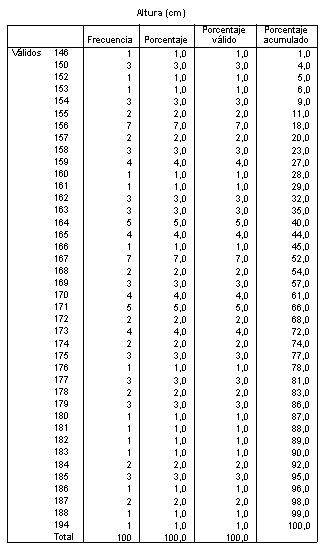 Altura (cm)
Frecuencia Porcentaje Porcentaje válido Porcentaje acumulado
Válidos 146 1 1,0 1,0 1,0
150 3 3,0 3,0 4,0
152 1 1,0 1,0 5,0
153 1 1,0 1,0 6,0
154 3 3,0 3,0 9,0
155 2 2,0 2,0 11,0
156 7 7,0 7,0 18,0
157 2 2,0 2,0 20,0
158 3 3,0 3,0 23,0
159 4 4,0 4,0 27,0
160 1 1,0 1,0 28,0
161 1 1,0 1,0 29,0
162 3 3,0 3,0 32,0
163 3 3,0 3,0 35,0
164 5 5,0 5,0 40,0
165 4 4,0 4,0 44,0
166 1 1,0 1,0 45,0
167 7 7,0 7,0 52,0
168 2 2,0 2,0 54,0
169 3 3,0 3,0 57,0
170 4 4,0 4,0 61,0
171 5 5,0 5,0 66,0
172 2 2,0 2,0 68,0
173 4 4,0 4,0 72,0
174 2 2,0 2,0 74,0
175 3 3,0 3,0 77,0
176 1 1,0 1,0 78,0
177 3 3,0 3,0 81,0
178 2 2,0 2,0 83,0
179 3 3,0 3,0 86,0
180 1 1,0 1,0 87,0
181 1 1,0 1,0 88,0
182 1 1,0 1,0 89,0
183 1 1,0 1,0 90,0
184 2 2,0 2,0 92,0
185 3 3,0 3,0 95,0
186 1 1,0 1,0 96,0
187 2 2,0 2,0 98,0
188 1 1,0 1,0 99,0
194 1 1,0 1,0 100,0
Total 100 100,0 100,0